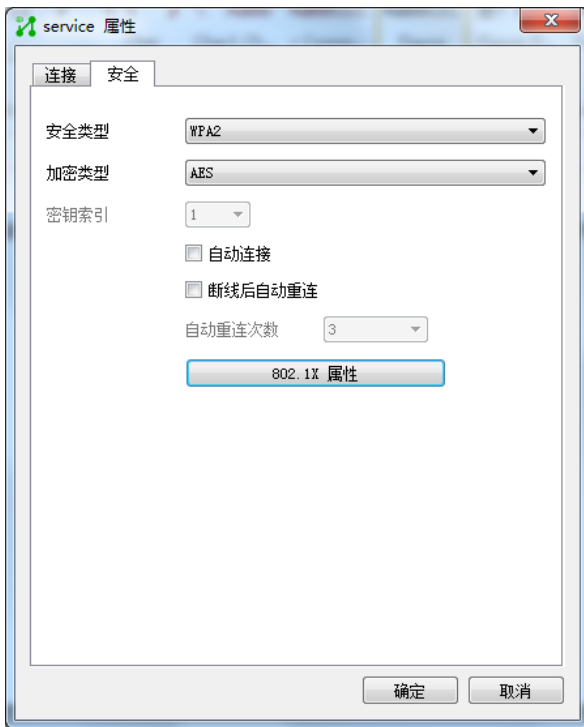 service 属性
连接 安全
安全类型 WPA2
加密类型 AES
密钥索引 1
自动连接
断线后自动重连
自动重连次数 3
802.1X 属性
确定 取消